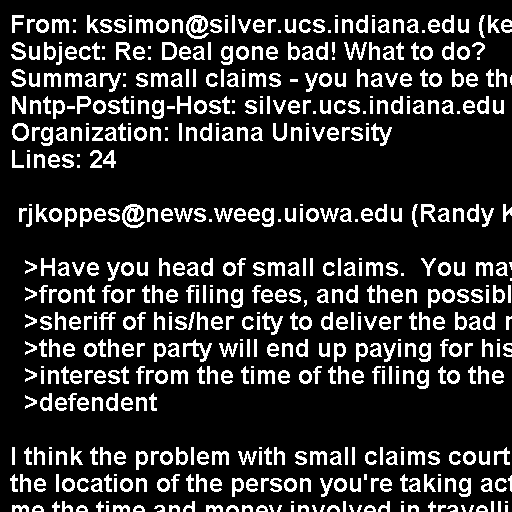 From: kssimon@silver.ucs.indiana.edu (ke
Subject: Re: Deal gone bad! What to do?
Summary: small claims - you have to be the
Nntp-Posting-Host: silver.ucs.indiana.edu
Organization: Indiana University
Lines: 24
rjkoppes@news.weeg.uiowa.edu (Randy K
>Have you head of small claims.  You may
>front for the filing fees, and then possibl
>sheriff of his/her city to deliver the bad
>the other party will end up paying for his
>interest from the time of the filing to the
>defendent
I think the problem with small claims court
the location of the person you're taking act
me the time and money involved in travelli